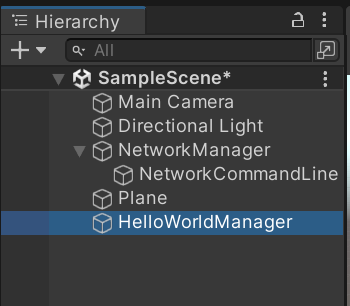 Hierarchy
All
SampleScene*
Main Camera
Directional Light
NetworkManager
NetworkCommandLine
Plane
HelloWorldManager